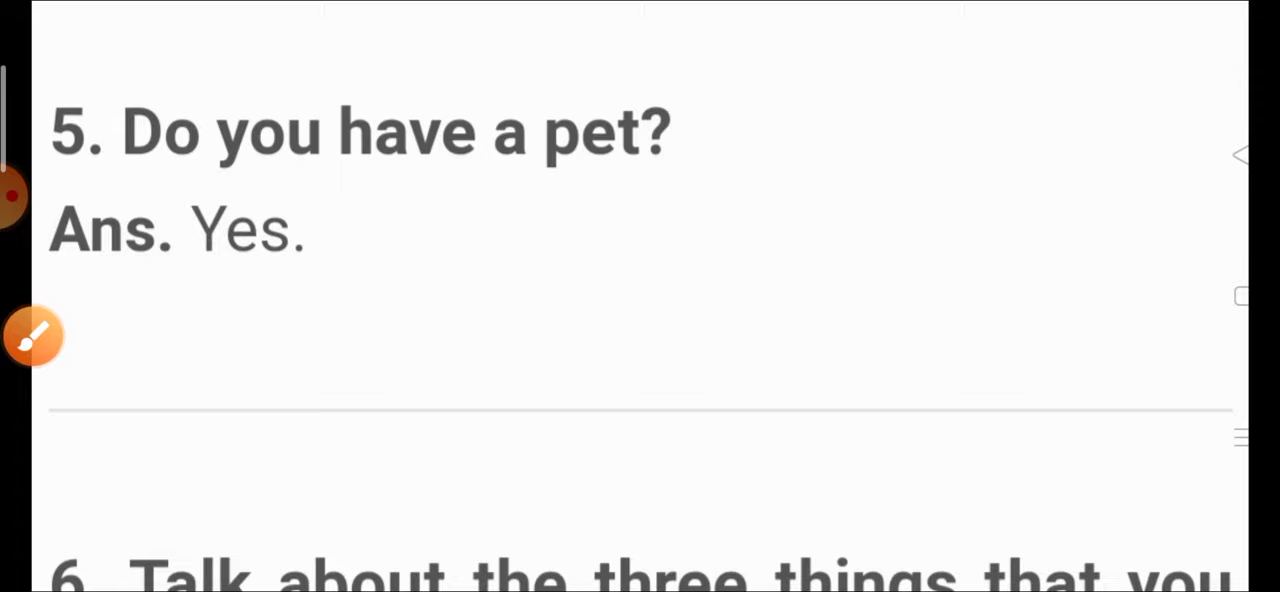 5. Do you have a pet?
Ans. Yes.
6. Talk about the three things that you